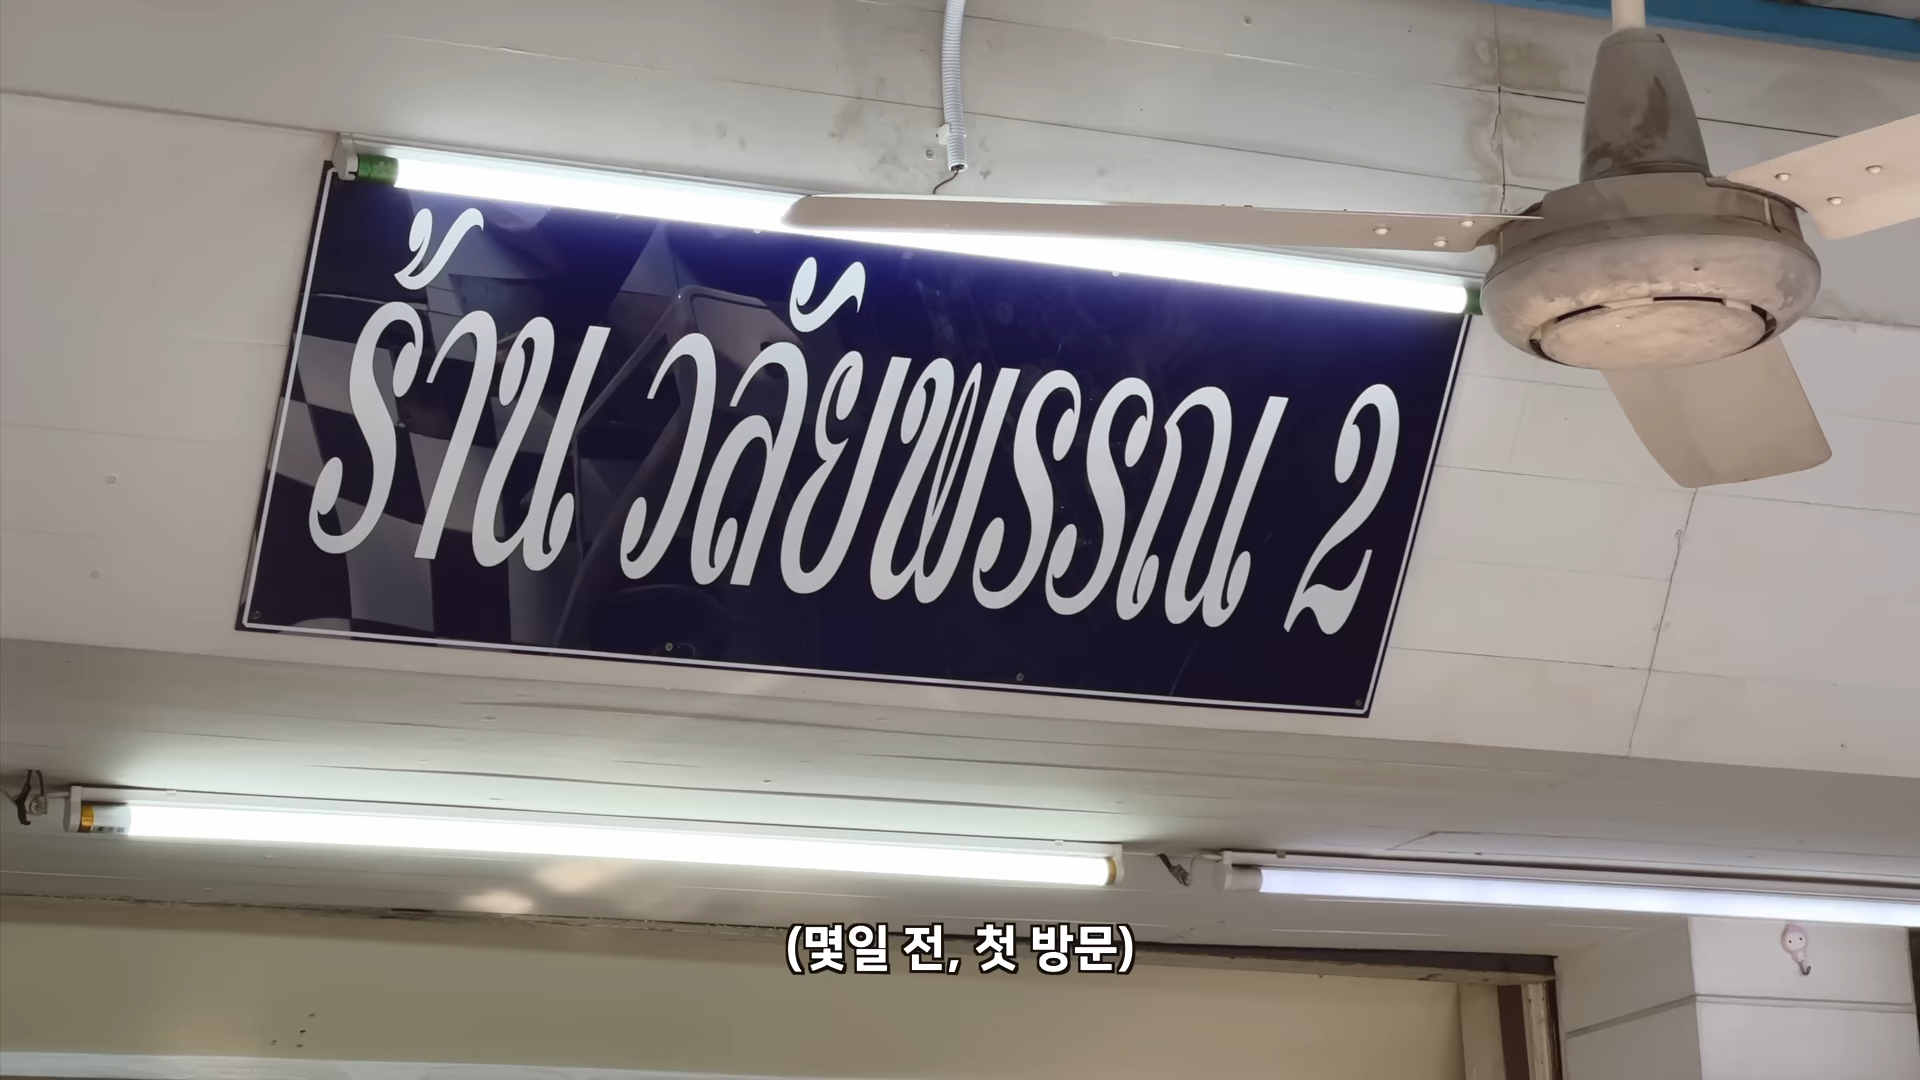 ร้าน วลัยพรรณ 2
(몇일 전, 첫 방문)